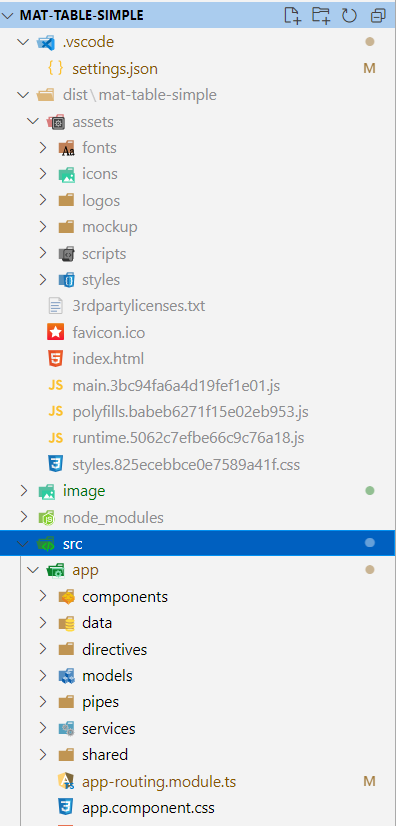 MAT-TABLE-SIMPLE
.vscode
settings.json M
dist\mat-table-simple
assets
fonts
icons
logos
mockup
scripts
styles
3rdpartylicenses.txt
favicon.ico
index.html
main.3bc94fa6a4d19fef1e01.js
polyfills.babeb6271f15e02eb953.js
runtime.5062c7efbe66c9c76a18.js
styles.825ecebbce0e7589a41f.css
image
node_modules
src
app
components
data
directives
models
pipes
services
shared
app-routing.module.ts M
app.component.css